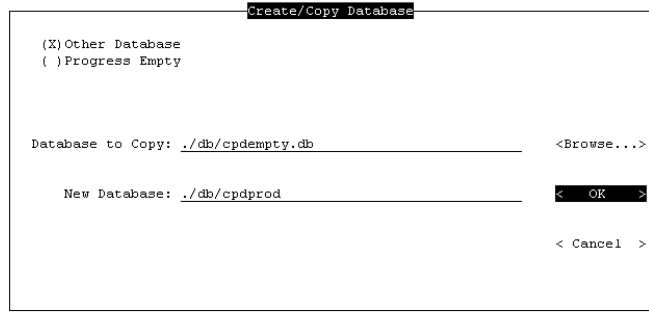 Create/Copy Database
(X)Other Database
( )Progress Empty
Database to Copy: ./db/cpdempty.db <Browse...>
New Database: ./db/cpdprod < OK >
< Cancel >